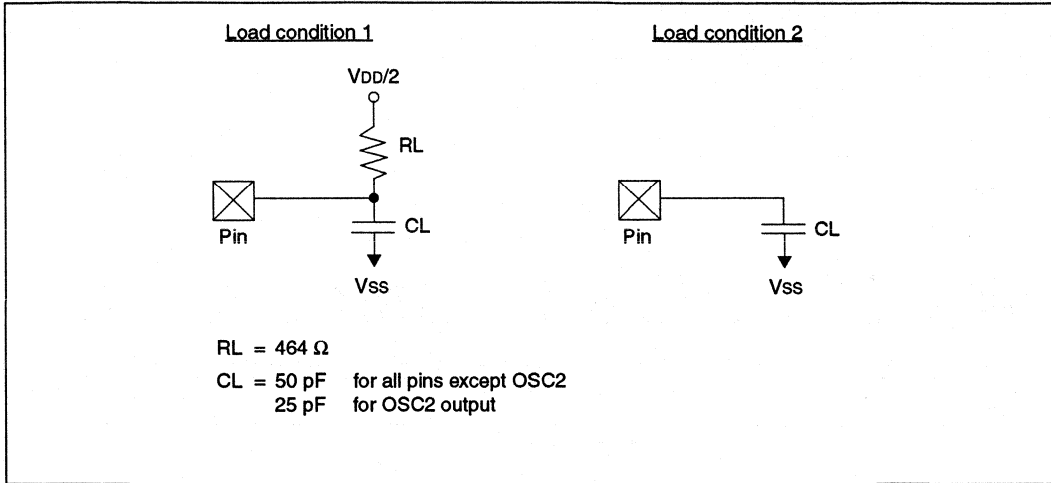 Load condition 1
VDD/2
RL
Pin
CL
VSS
Load condition 2
Pin
CL
VSS
RL = 464 Ω
CL = 50 pF for all pins except OSC2
25 pF for OSC2 output